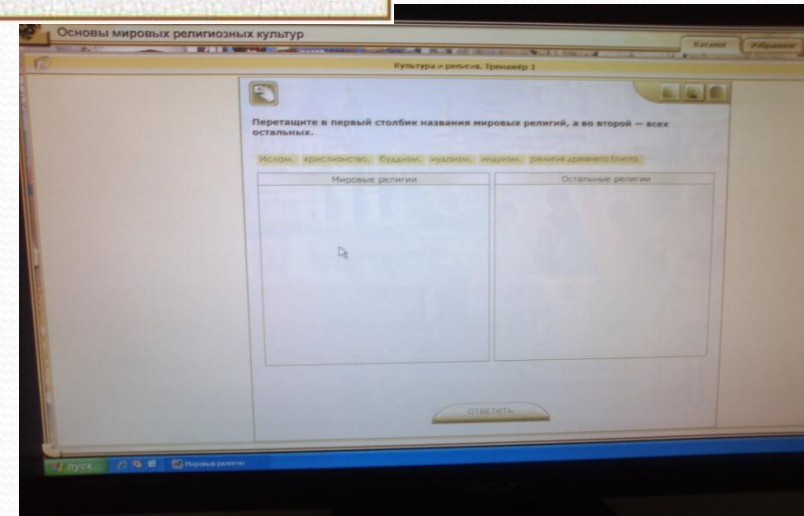 Основы мировых религиозных культур
Каталог
Избранное
Культура и религия. Тренажёр 1
Перетащите в первый столбик названия мировых религий, а во второй — всех
остальных.
Ислам, христианство, буддизм, иудаизм, индуизм, религия древнего Египта.
Мировые религии
Остальные религии
ОТВЕТИТЬ
пуск
Мировые религии